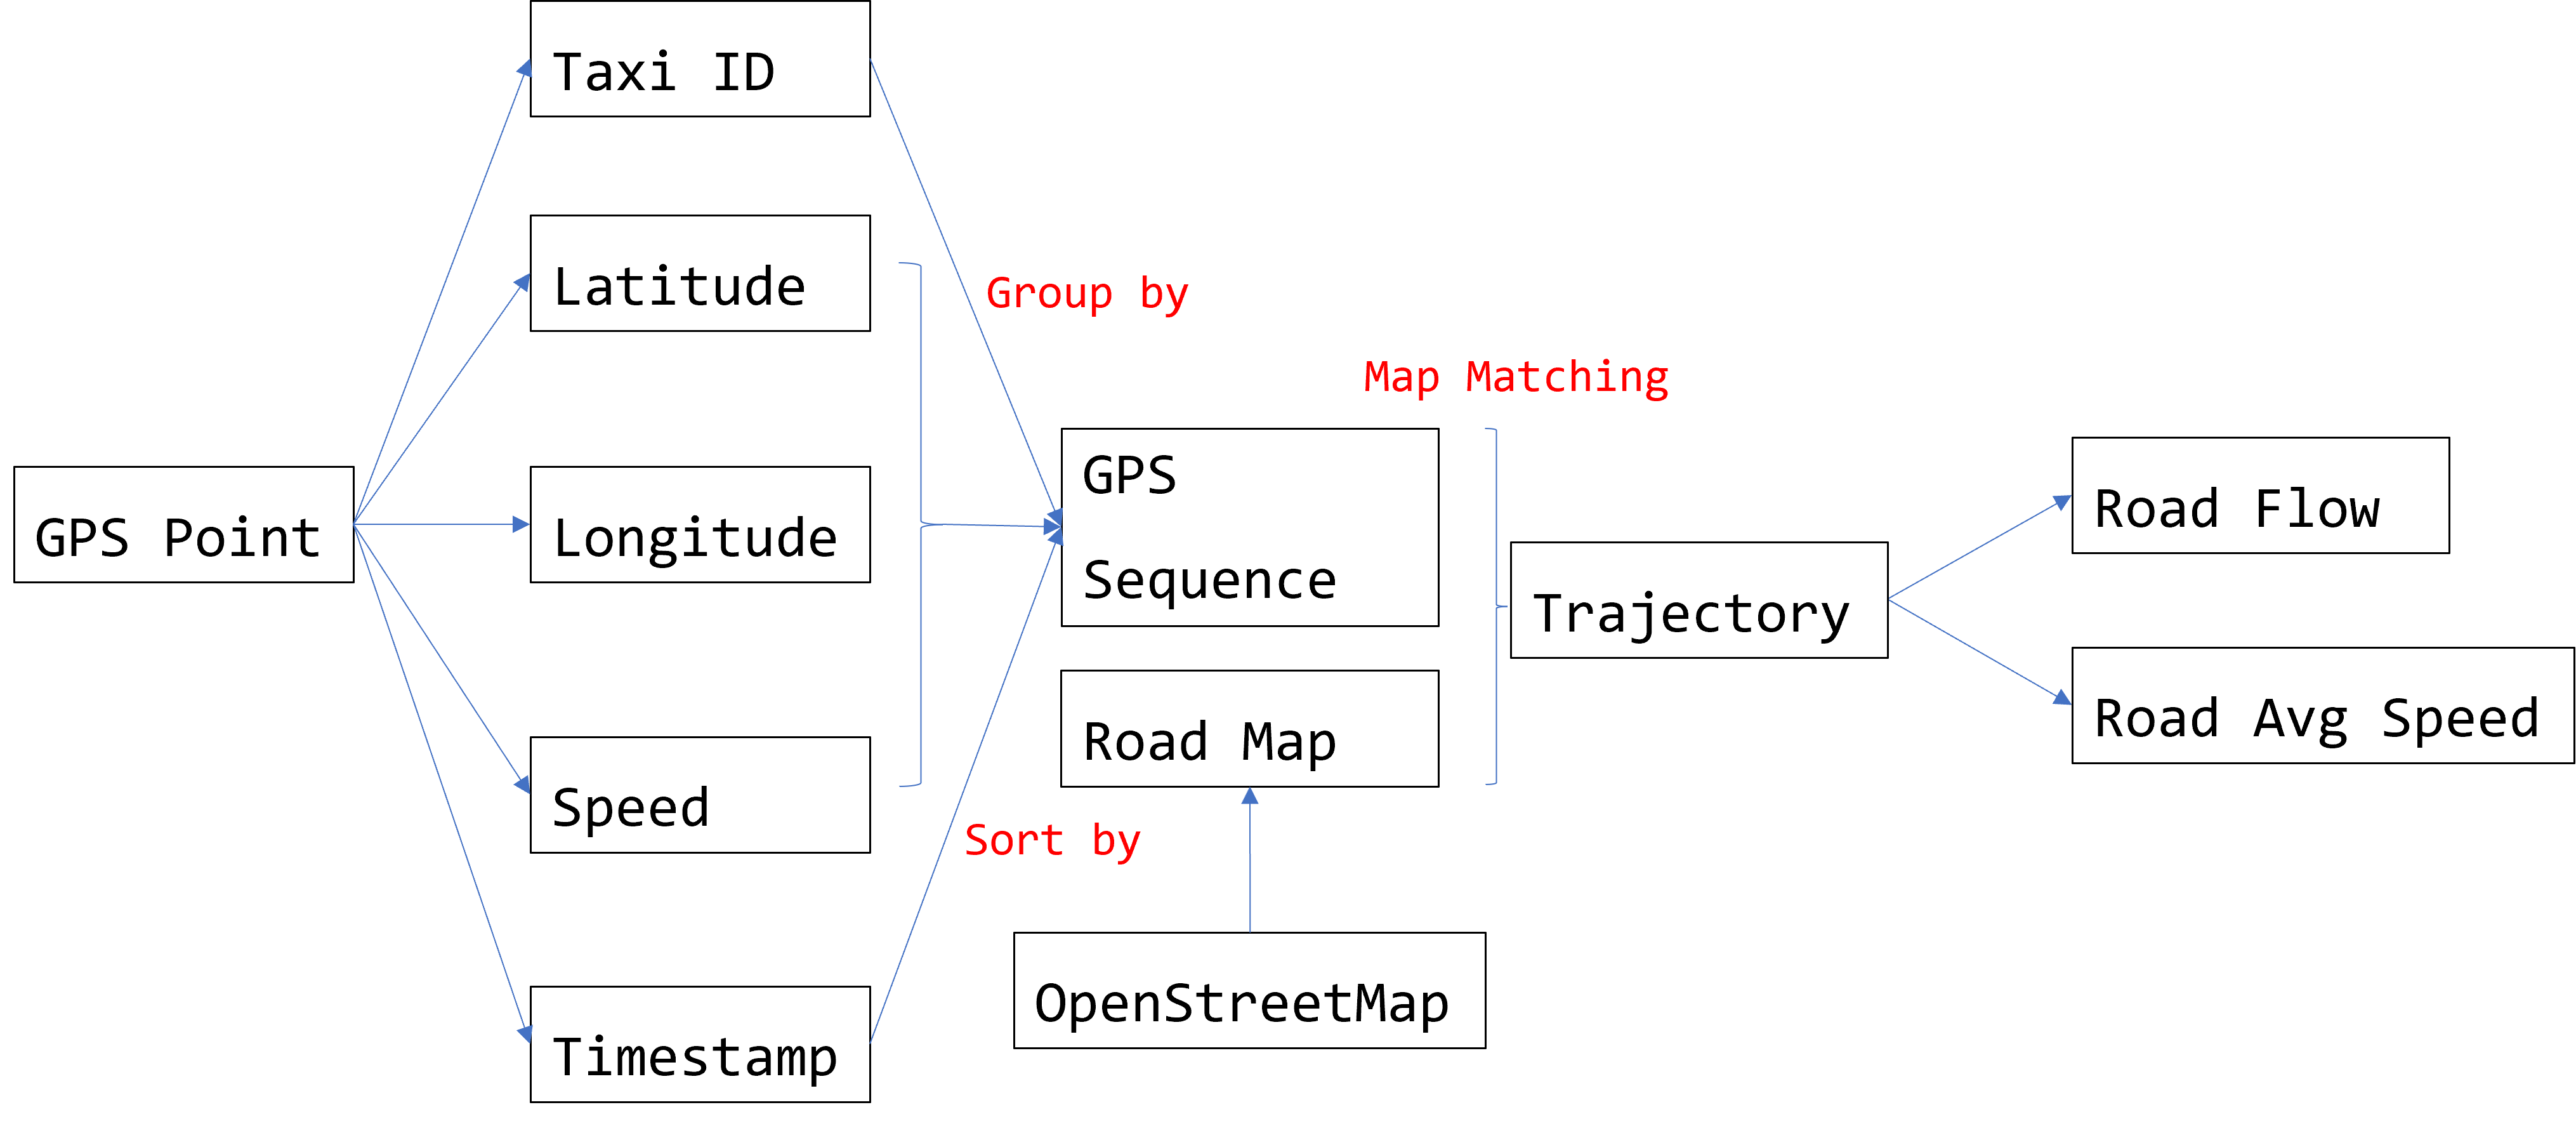 GPS Point
Taxi ID
Latitude
Longitude
Speed
Timestamp
Group by
Sort by
GPS
Sequence
Road Map
OpenStreetMap
Map Matching
Trajectory
Road Flow
Road Avg Speed